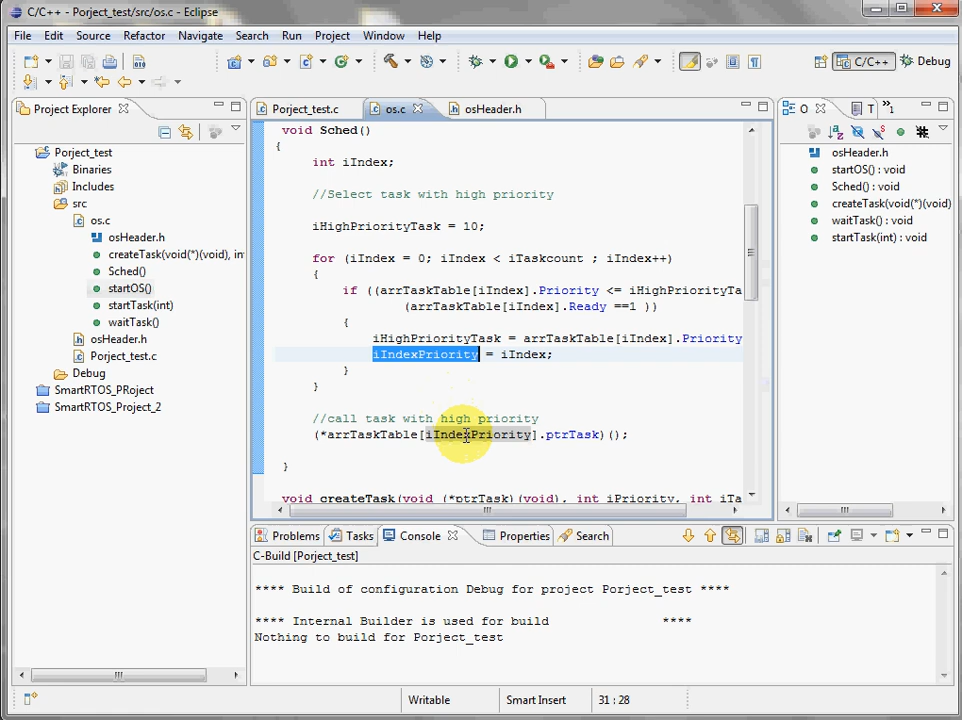 C/C++ - Porject_test/src/os.c - Eclipse
File Edit Source Refactor Navigate Search Run Project Window Help
C/C++ Debug
Project Explorer
Porject_test
Binaries
Includes
src
os.c
osHeader.h
createTask(void(*)(void), in
Sched()
startOS()
startTask(int)
waitTask()
osHeader.h
Porject_test.c
Debug
SmartRTOS_PRoject
SmartRTOS_Project_2
Porject_test.c os.c osHeader.h
void Sched()
{
int iIndex;
//Select task with high priority
iHighPriorityTask = 10;
for (iIndex = 0; iIndex < iTaskcount ; iIndex++)
{
if ((arrTaskTable[iIndex].Priority <= iHighPriorityTa
(arrTaskTable[iIndex].Ready ==1 ))
{
iHighPriorityTask = arrTaskTable[iIndex].Priority
iIndexPriority = iIndex;
}
}
//call task with high priority
(*arrTaskTable[iIndexPriority].ptrTask)();
}
void createTask(void (*ptrTask)(void), int iPriority, int iTa
O T »1
osHeader.h
startOS() : void
Sched() : void
createTask(void(*)(void)
waitTask() : void
startTask(int) : void
Problems Tasks Console Properties Search
C-Build [Porject_test]
**** Build of configuration Debug for project Porject_test ****
**** Internal Builder is used for build ****
Nothing to build for Porject_test
Writable Smart Insert 31 : 28